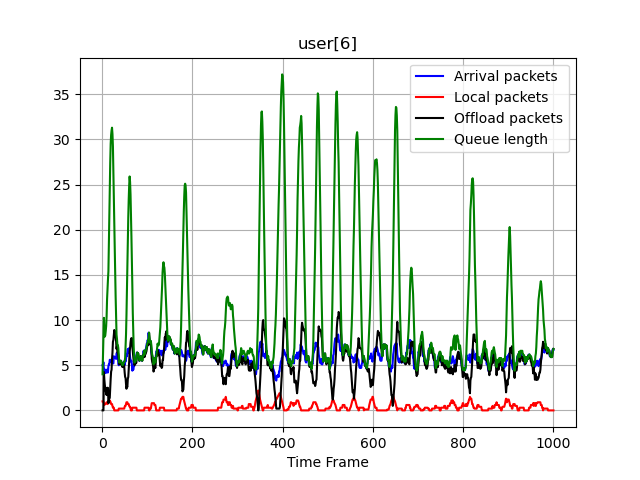 user[6]
Arrival packets
Local packets
Offload packets
Queue length
35
30
25
20
15
10
5
0
0 200 400 600 800 1000
Time Frame